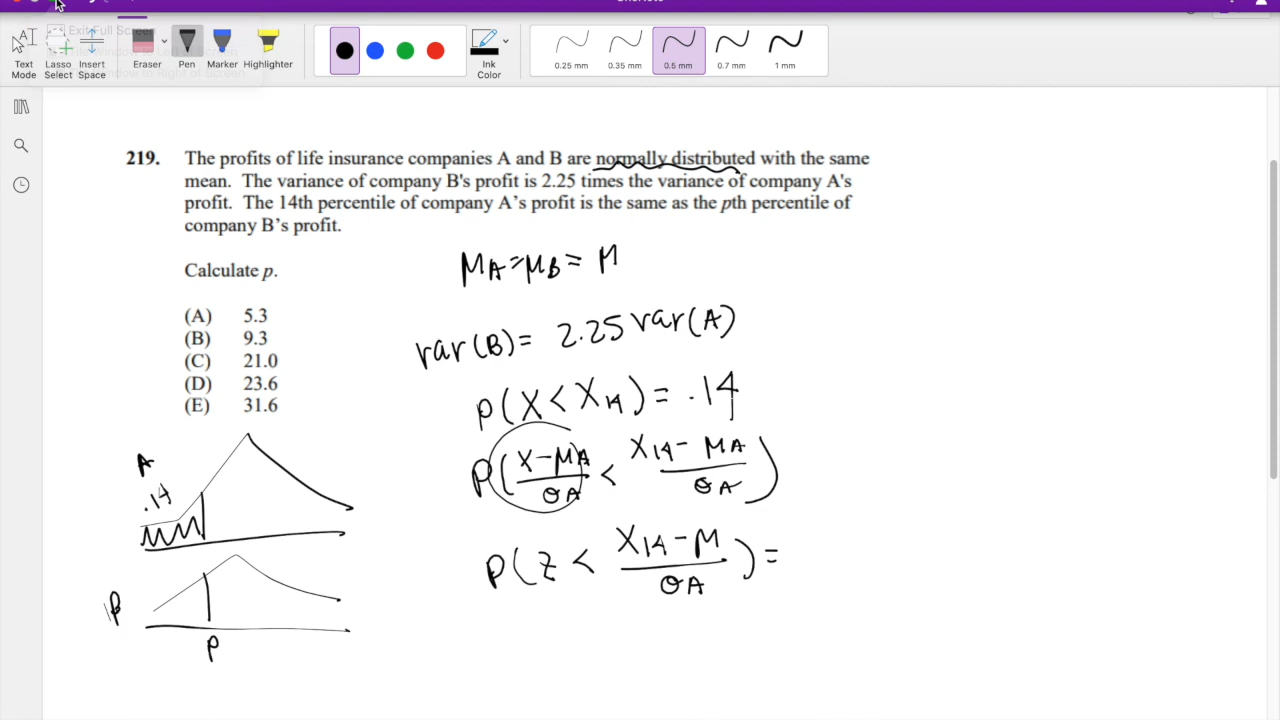 Exit Full Screen
Text Mode
Lasso Select
Insert Space
Eraser
Pen
Marker
Highlighter
Ink Color
0.25 mm
0.35 mm
0.5 mm
0.7 mm
1 mm
219. The profits of life insurance companies A and B are normally distributed with the same
mean. The variance of company B's profit is 2.25 times the variance of company A's
profit. The 14th percentile of company A's profit is the same as the pth percentile of
company B's profit.
Calculate p.
(A) 5.3
(B) 9.3
(C) 21.0
(D) 23.6
(E) 31.6
μA = μB = μ
var(B) = 2.25 var(A)
P(X < X14) = .14
P((X-μA)/σA < (X14-μA)/σA)
P(Z < (X14-μ)/σA) =
A
.14
B
P